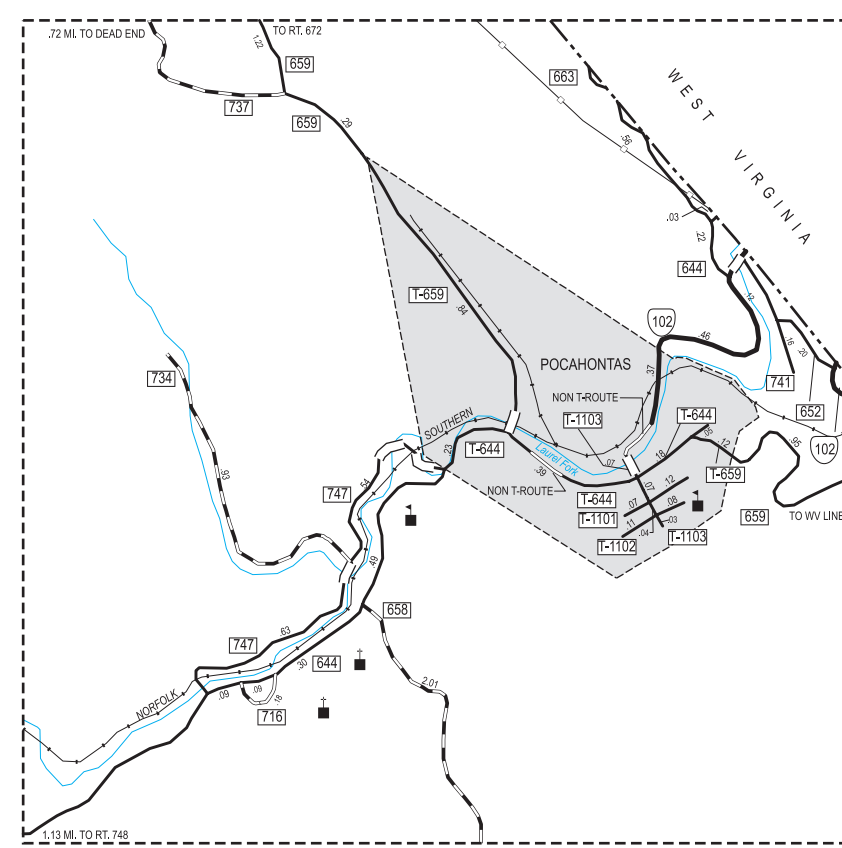 .72 MI. TO DEAD END
TO RT. 672
1.22
659
663
737
659
.29
WEST VIRGINIA
.56
.03
.22
644
T-659
.84
.12
102
.46
.16
.20
POCAHONTAS
.37
741
734
NON T-ROUTE
652
SOUTHERN
T-1103
T-644
102
.23
T-644
Laurel Fork
.07
.18
.05
.12
.95
T-659
.93
.54
.39
747
NON T-ROUTE
T-644
.07
.12
.07
.08
T-1101
659
TO WV LINE
.11
.03
.04
T-1102
T-1103
.49
658
747
.63
644
.30
2.01
.09
.09
.18
NORFOLK
716
1.13 MI. TO RT. 748